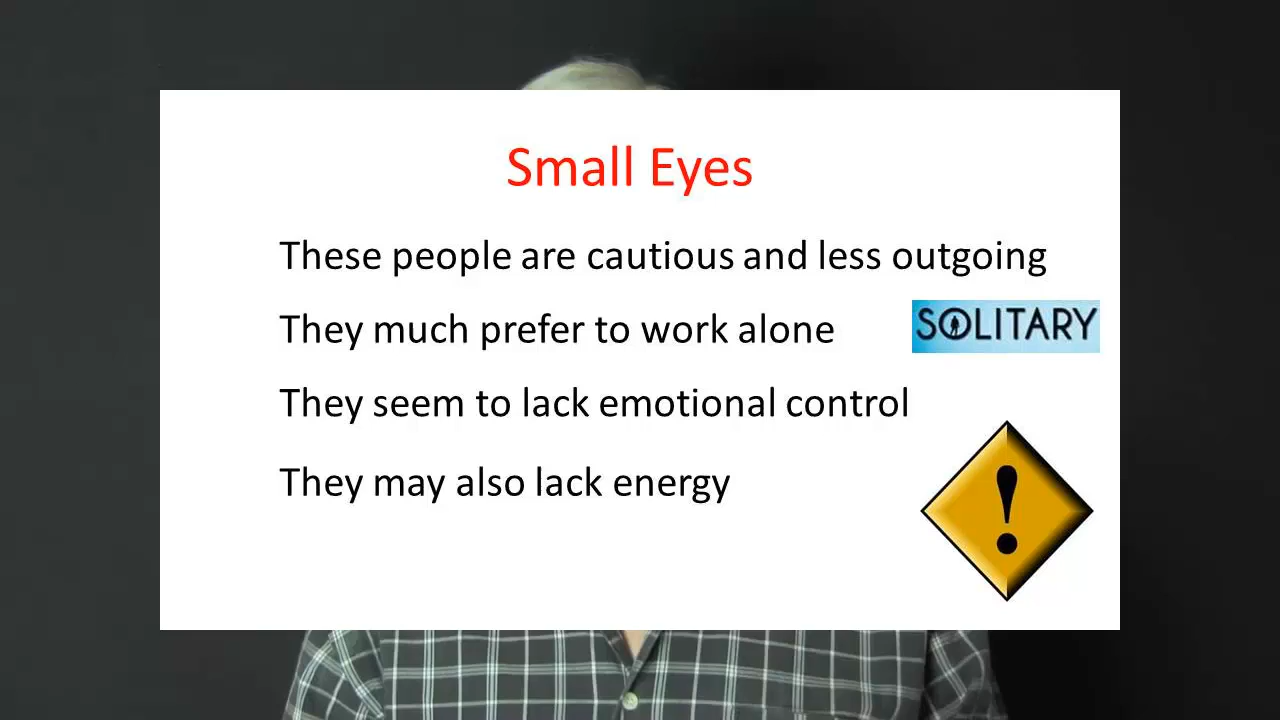 Small Eyes
These people are cautious and less outgoing
They much prefer to work alone
SOLITARY
They seem to lack emotional control
They may also lack energy
!